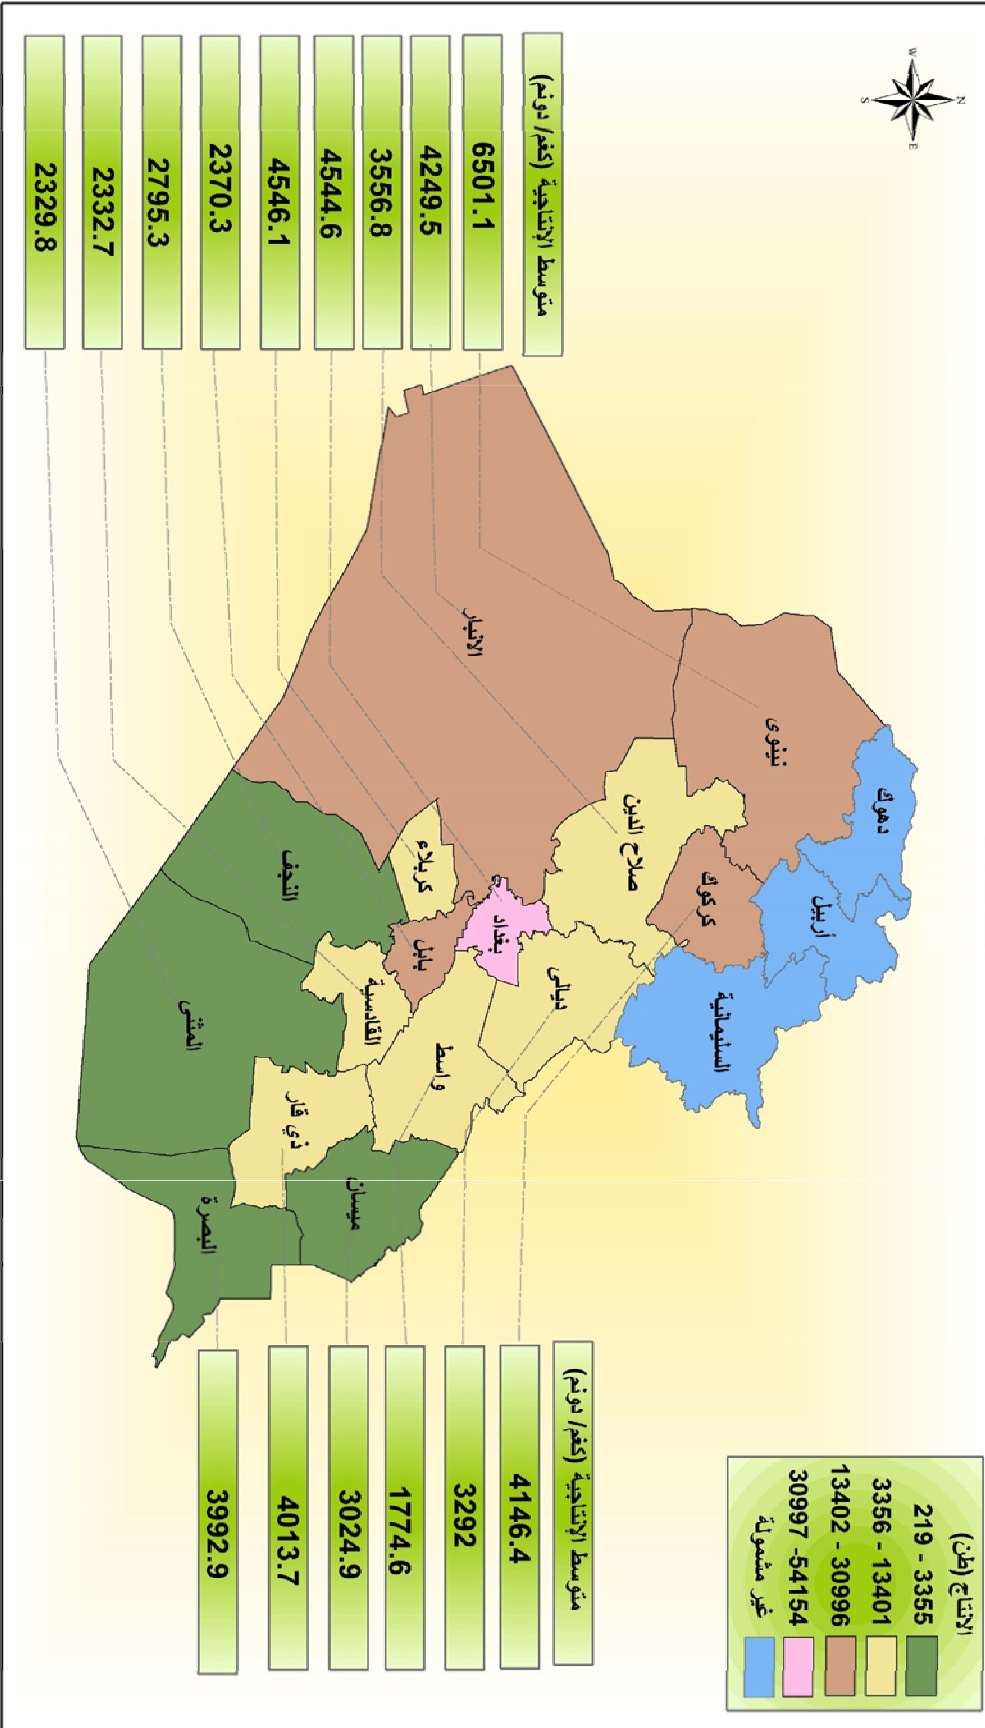 N
W
E
S
متوسط الإنتاجية (كغم/ دونم)
6501.1
4249.5
3556.8
4544.6
4546.1
2370.3
2795.3
2332.7
2329.8
دهوك
نينوى
أربيل
السليمانية
كركوك
صلاح الدين
الانبار
ديالى
بغداد
كربلاء
بابل
واسط
النجف
القادسية
المثنى
ذي قار
ميسان
البصرة
متوسط الإنتاجية (كغم/ دونم)
4146.4
3292
1774.6
3024.9
4013.7
3992.9
الانتاج (طن)
219 - 3355
3356 - 13401
13402 - 30996
30997 -54154
غير مشمولة